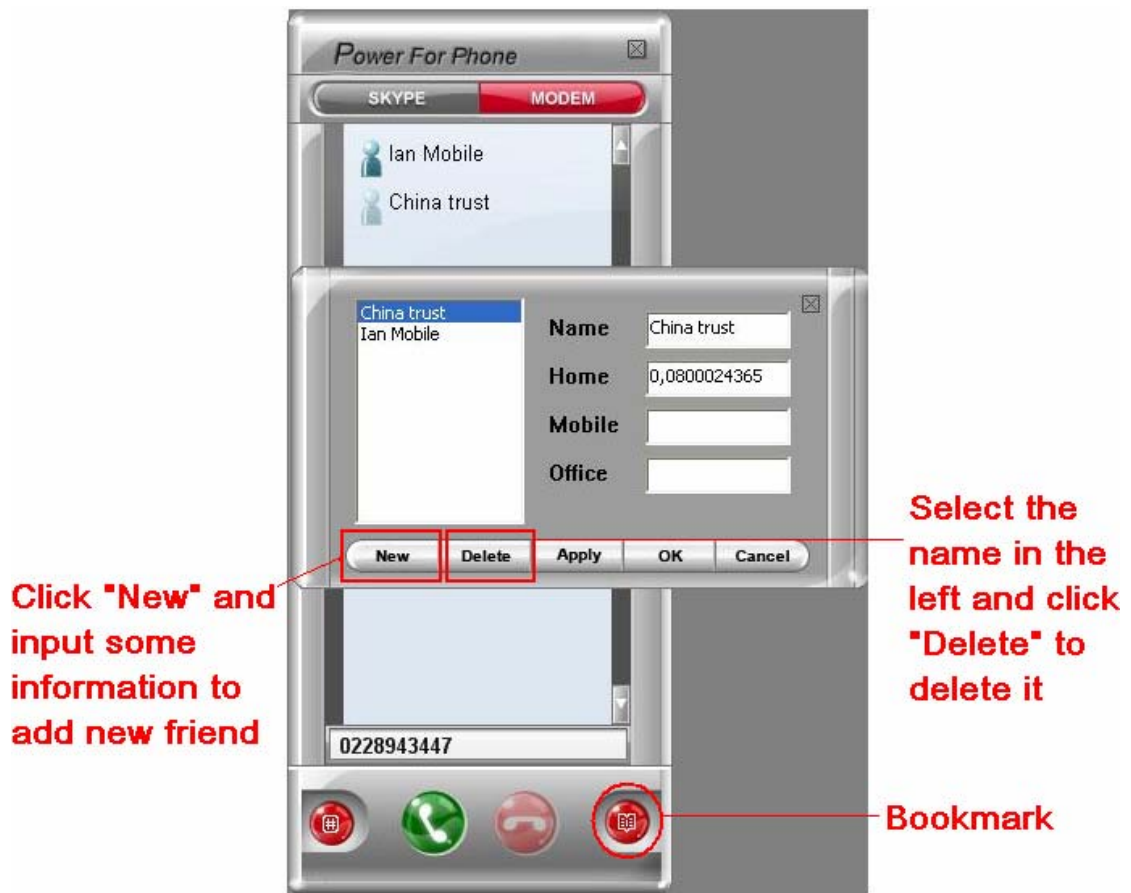 Power For Phone
SKYPE MODEM
Ian Mobile
China trust
China trust
Ian Mobile
Name China trust
Home 0,0800024365
Mobile
Office
New Delete Apply OK Cancel
Click "New" and
input some
information to
add new friend
Select the
name in the
left and click
"Delete" to
delete it
0228943447
#
Bookmark